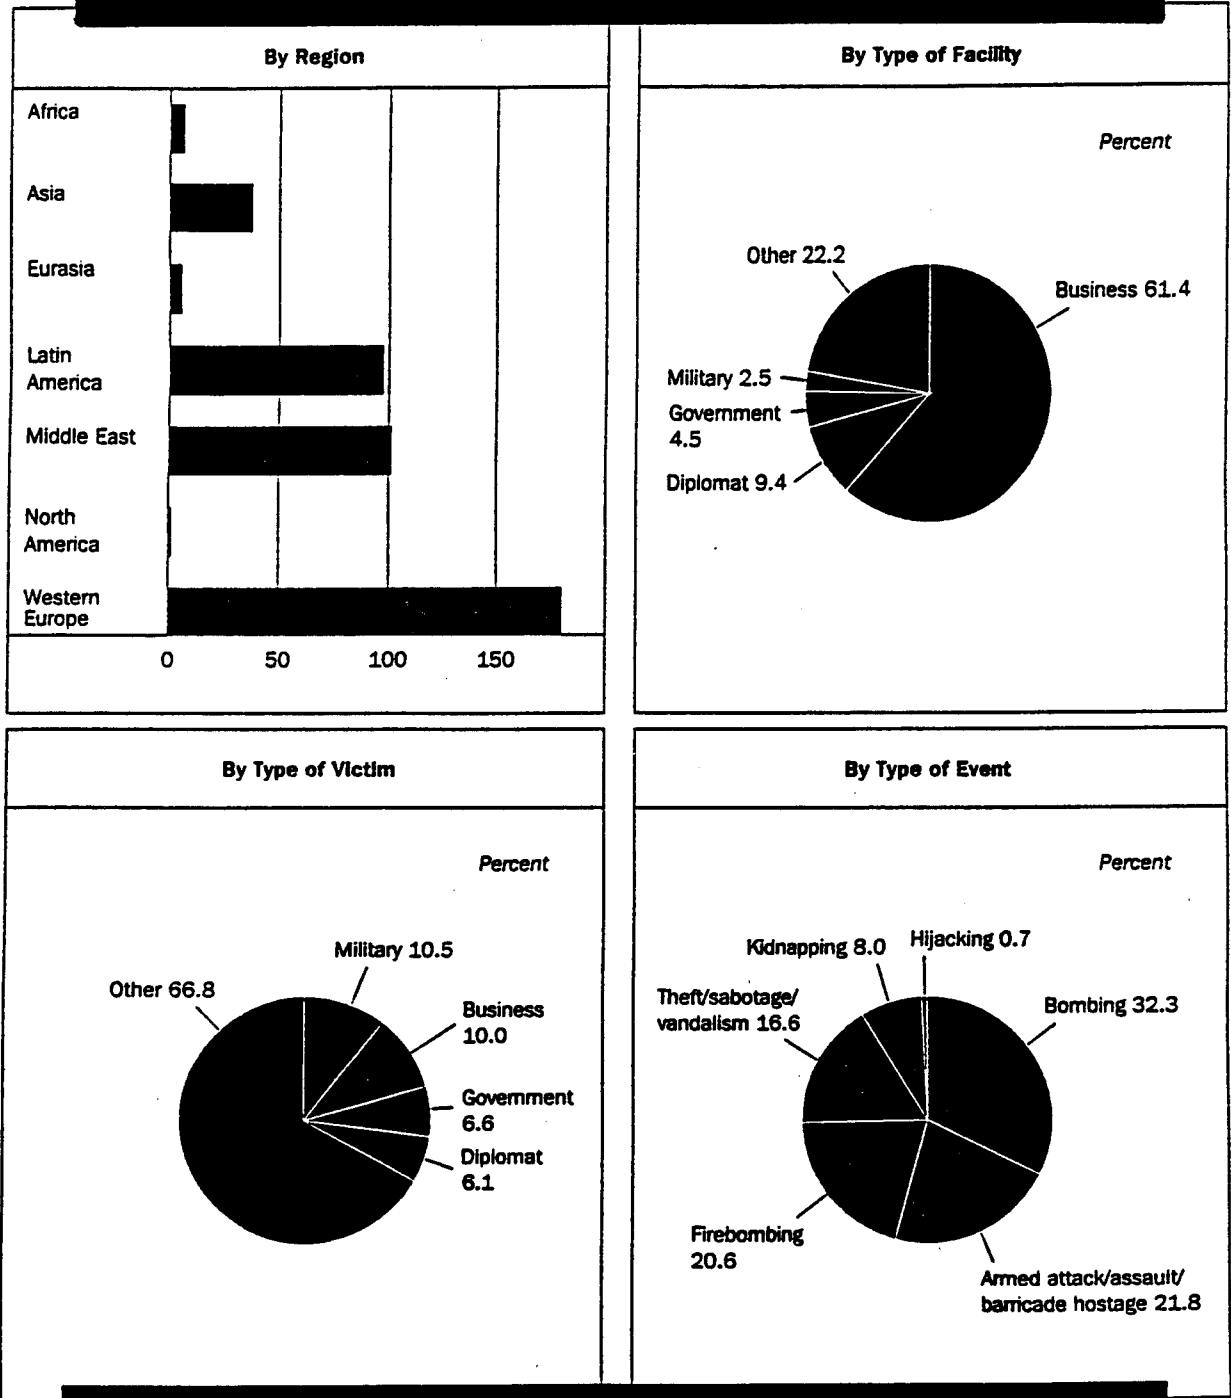 By Region
Africa
Asia
Eurasia
Latin
America
Middle East
North
America
Western
Europe
0 50 100 150
By Type of Facility
Percent
Other 22.2
Business 61.4
Military 2.5
Government
4.5
Diplomat 9.4
By Type of Victim
Percent
Military 10.5
Other 66.8
Business
10.0
Government
6.6
Diplomat
6.1
By Type of Event
Percent
Kidnapping 8.0
Hijacking 0.7
Theft/sabotage/
vandalism 16.6
Bombing 32.3
Firebombing
20.6
Armed attack/assault/
barricade hostage 21.8